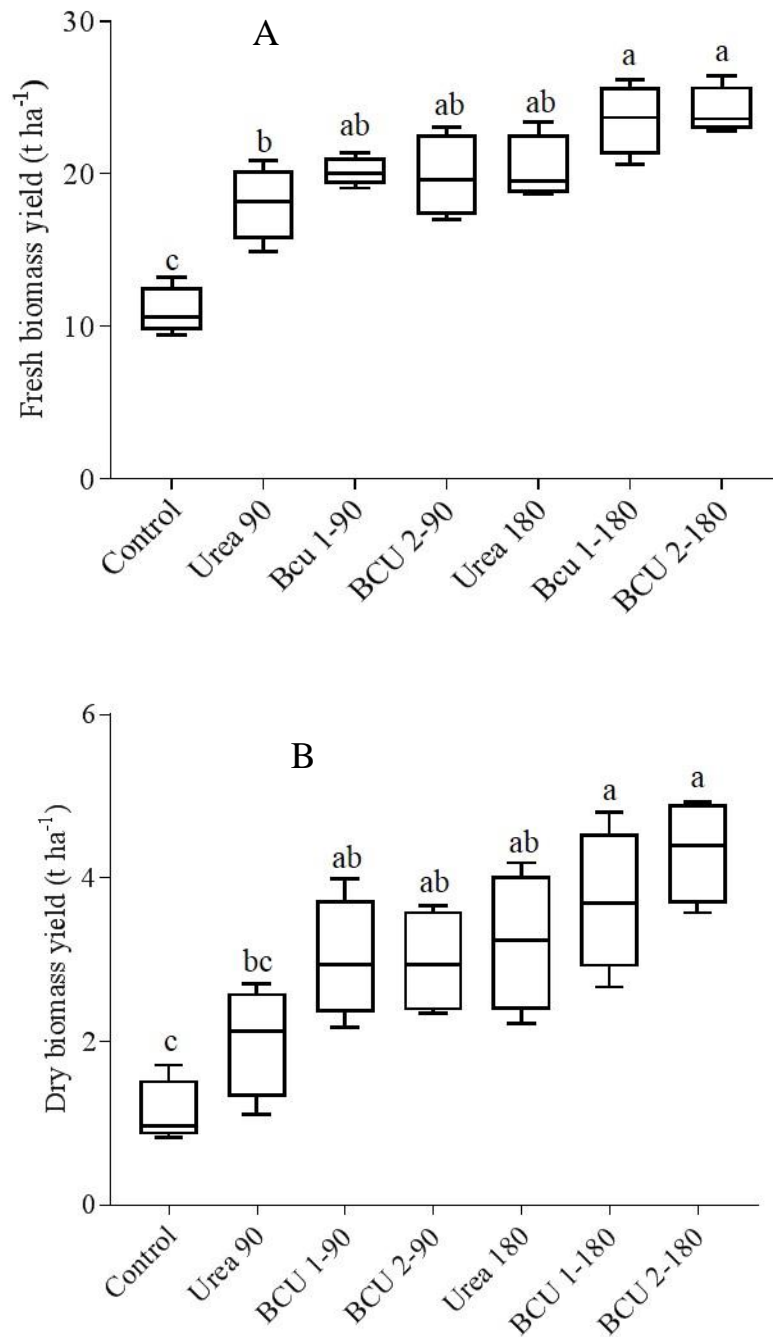 A
Fresh biomass yield (t ha⁻¹)
30
20
10
0
c
b
ab
ab
ab
a
a
Control
Urea 90
Bcu 1-90
BCU 2-90
Urea 180
Bcu 1-180
BCU 2-180
B
Dry biomass yield (t ha⁻¹)
6
4
2
0
c
bc
ab
ab
ab
a
a
Control
Urea 90
BCU 1-90
BCU 2-90
Urea 180
BCU 1-180
BCU 2-180